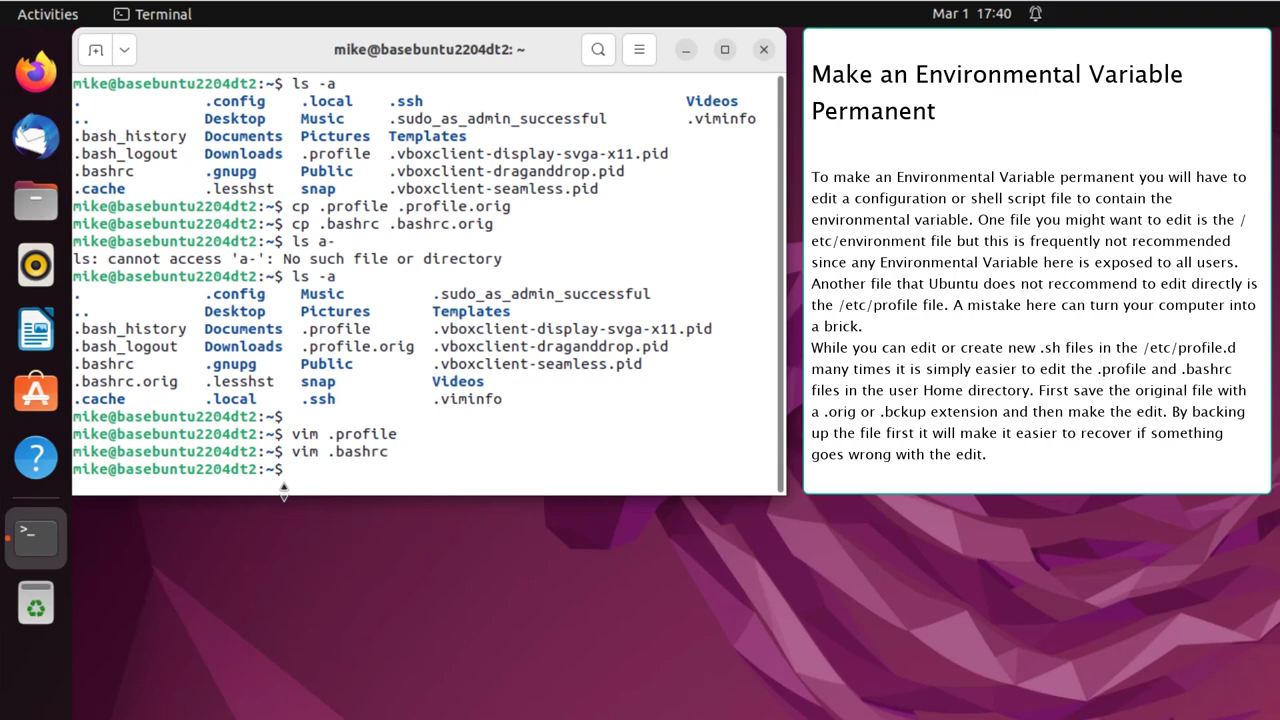 Activities
Terminal
Mar 1 17:40
mike@basebuntu2204dt2: ~
mike@basebuntu2204dt2:~$ ls -a
. .config .local .ssh Videos
.. Desktop Music .sudo_as_admin_successful .viminfo
.bash_history Documents Pictures Templates
.bash_logout Downloads .profile .vboxclient-display-svga-x11.pid
.bashrc .gnupg Public .vboxclient-draganddrop.pid
.cache .lesshst snap .vboxclient-seamless.pid
mike@basebuntu2204dt2:~$ cp .profile .profile.orig
mike@basebuntu2204dt2:~$ cp .bashrc .bashrc.orig
mike@basebuntu2204dt2:~$ ls a-
ls: cannot access 'a-': No such file or directory
mike@basebuntu2204dt2:~$ ls -a
. .config Music .sudo_as_admin_successful
.. Desktop Pictures Templates
.bash_history Documents .profile .vboxclient-display-svga-x11.pid
.bash_logout Downloads .profile.orig .vboxclient-draganddrop.pid
.bashrc .gnupg Public .vboxclient-seamless.pid
.bashrc.orig .lesshst snap Videos
.cache .local .ssh .viminfo
mike@basebuntu2204dt2:~$
mike@basebuntu2204dt2:~$ vim .profile
mike@basebuntu2204dt2:~$ vim .bashrc
mike@basebuntu2204dt2:~$
Make an Environmental Variable
Permanent
To make an Environmental Variable permanent you will have to
edit a configuration or shell script file to contain the
environmental variable. One file you might want to edit is the /
etc/environment file but this is frequently not recommended
since any Environmental Variable here is exposed to all users.
Another file that Ubuntu does not reccommend to edit directly is
the /etc/profile file. A mistake here can turn your computer into
a brick.
While you can edit or create new .sh files in the /etc/profile.d
many times it is simply easier to edit the .profile and .bashrc
files in the user Home directory. First save the original file with
a .orig or .bckup extension and then make the edit. By backing
up the file first it will make it easier to recover if something
goes wrong with the edit.